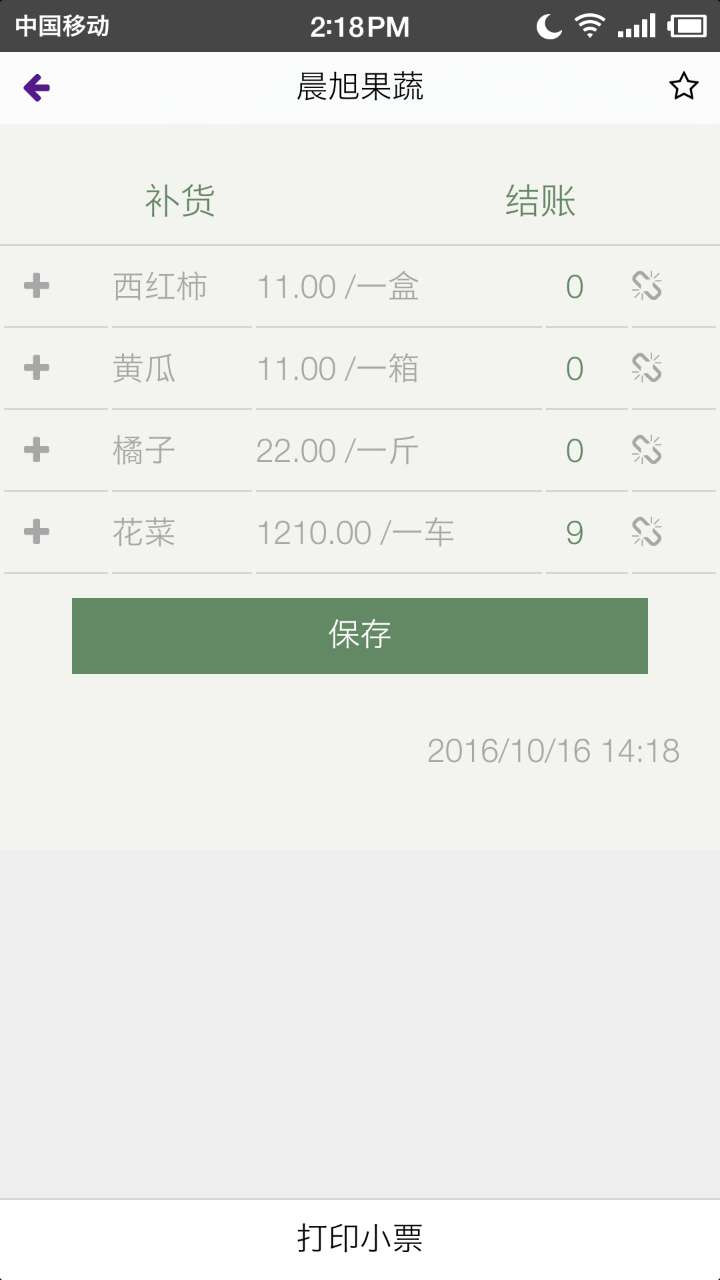 中国移动 2:18PM
晨旭果蔬
补货 结账
西红柿 11.00 /一盒 0
黄瓜 11.00 /一箱 0
橘子 22.00 /一斤 0
花菜 1210.00 /一车 9
保存
2016/10/16 14:18
打印小票